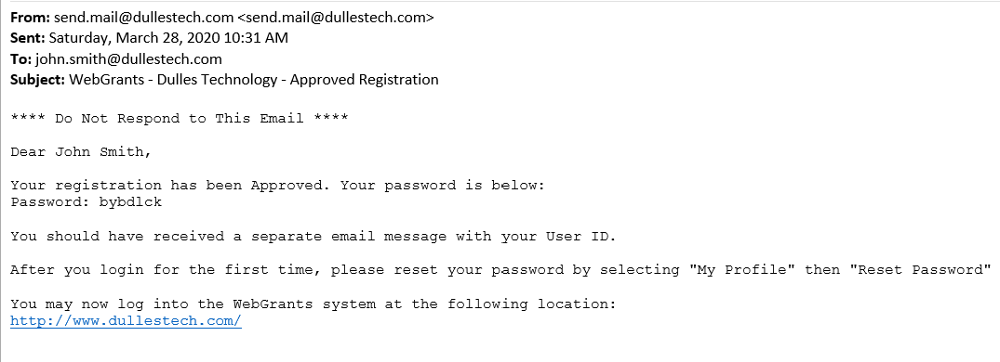 From: send.mail@dullestech.com <send.mail@dullestech.com>
Sent: Saturday, March 28, 2020 10:31 AM
To: john.smith@dullestech.com
Subject: WebGrants - Dulles Technology - Approved Registration
**** Do Not Respond to This Email ****
Dear John Smith,
Your registration has been Approved. Your password is below:
Password: bybdlck
You should have received a separate email message with your User ID.
After you login for the first time, please reset your password by selecting "My Profile" then "Reset Password"
You may now log into the WebGrants system at the following location:
http://www.dullestech.com/